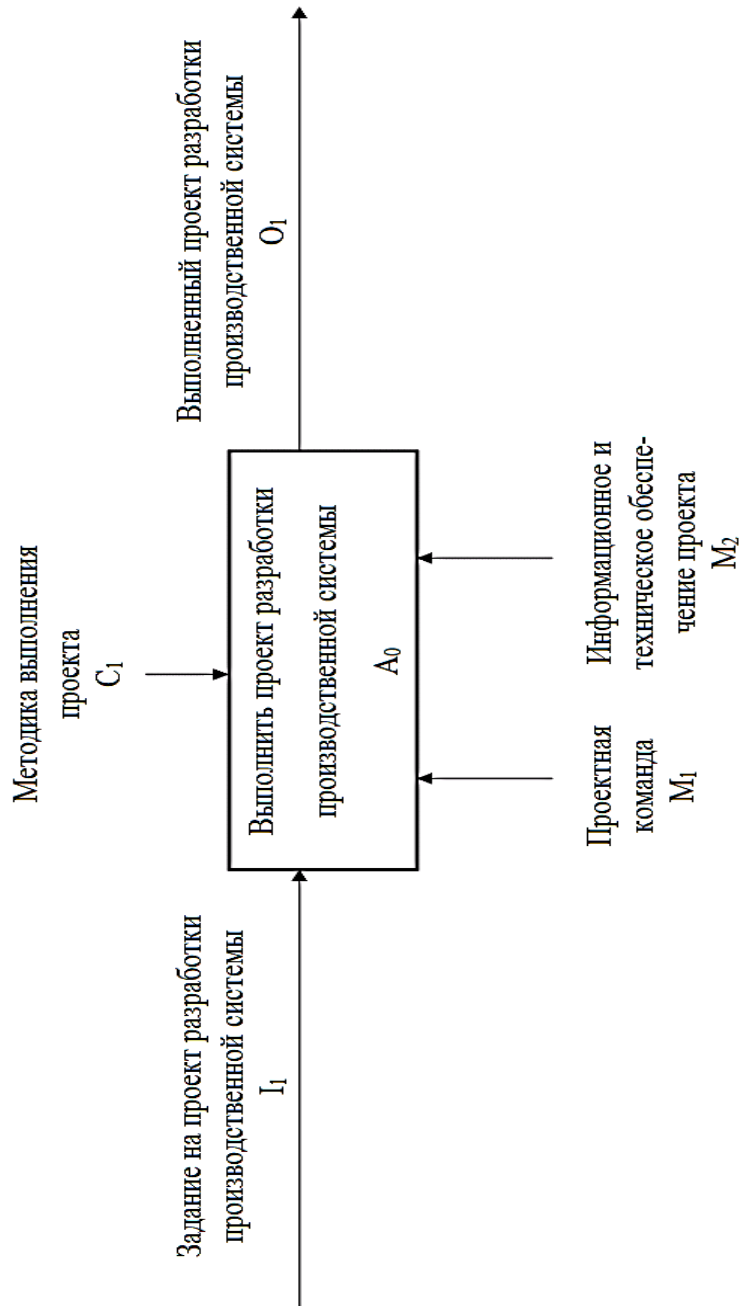 Методика выполнения
проекта
C₁
Задание на проект разработки
производственной системы
I₁
Выполнить проект разработки
производственной системы
A₀
Выполненный проект разработки
производственной системы
O₁
Проектная
команда
M₁
Информационное и
техническое обеспе-
чение проекта
M₂